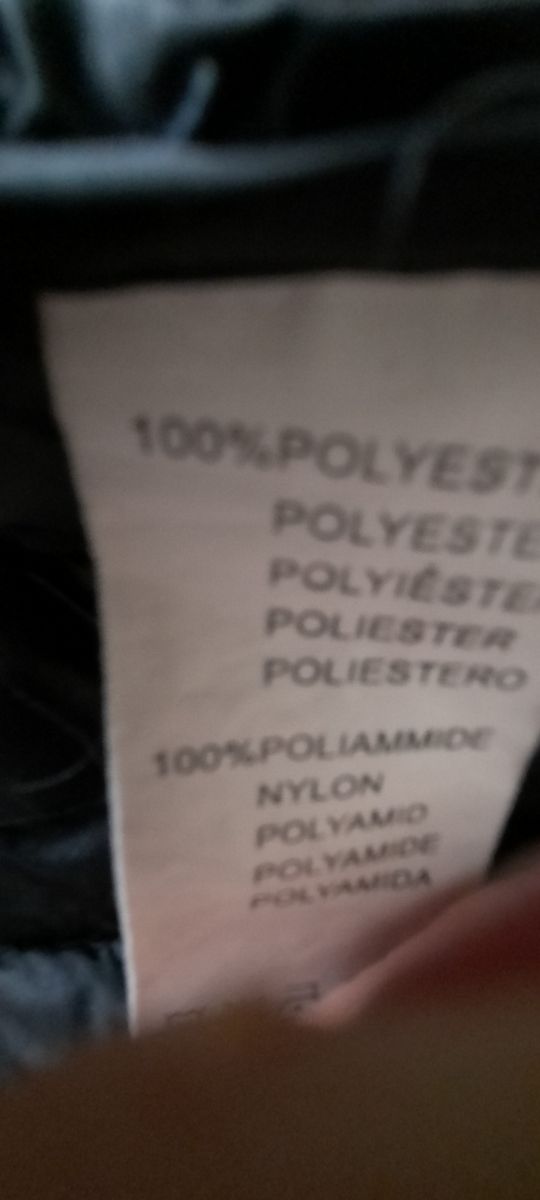 100%POLYEST
POLYESTE
POLYIÉSTE
POLIESTER
POLIESTERO
100%POLIAMMIDE
NYLON
POLYAMID
POLYAMIDE
POLYAMIDA